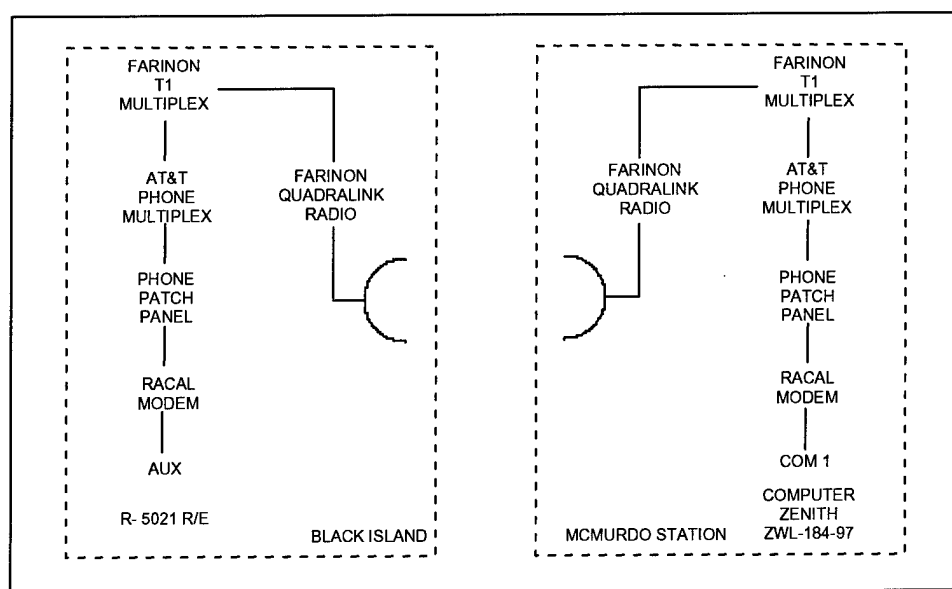 FARINON
T1
MULTIPLEX
AT&T
PHONE
MULTIPLEX
FARINON
QUADRALINK
RADIO
PHONE
PATCH
PANEL
RACAL
MODEM
AUX
R- 5021 R/E
BLACK ISLAND
FARINON
T1
MULTIPLEX
FARINON
QUADRALINK
RADIO
AT&T
PHONE
MULTIPLEX
PHONE
PATCH
PANEL
RACAL
MODEM
COM 1
COMPUTER
ZENITH
ZWL-184-97
MCMURDO STATION